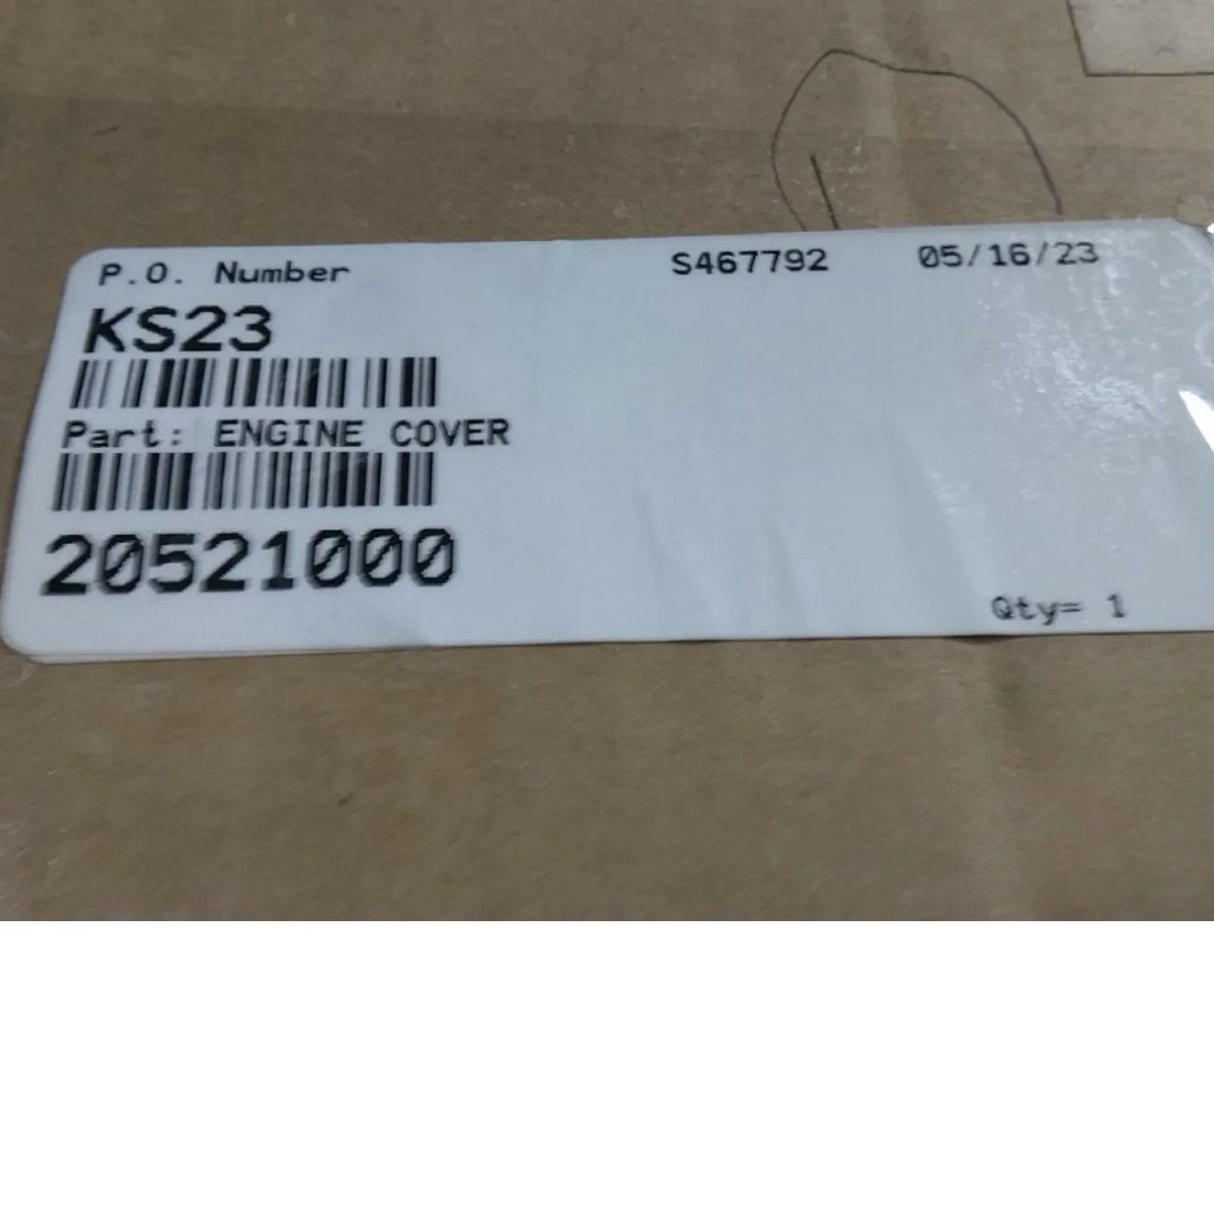 P.O. Number S467792 05/16/23
KS23
Part: ENGINE COVER
20521000
Qty= 1